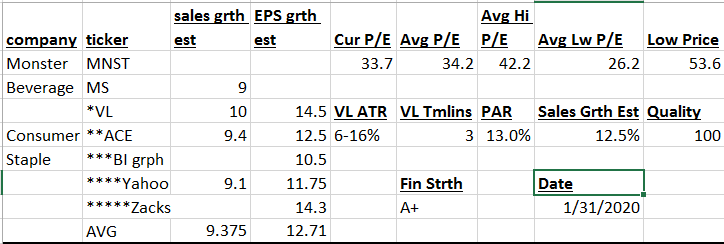 sales grth EPS grth Avg Hi
company ticker est est Cur P/E Avg P/E P/E Avg Lw P/E Low Price
Monster MNST 33.7 34.2 42.2 26.2 53.6
Beverage MS 9
*VL 10 14.5 VL ATR VL Tmlins PAR Sales Grth Est Quality
Consumer **ACE 9.4 12.5 6-16% 3 13.0% 12.5% 100
Staple ***BI grph 10.5
****Yahoo 9.1 11.75 Fin Strth Date
*****Zacks 14.3 A+ 1/31/2020
AVG 9.375 12.71